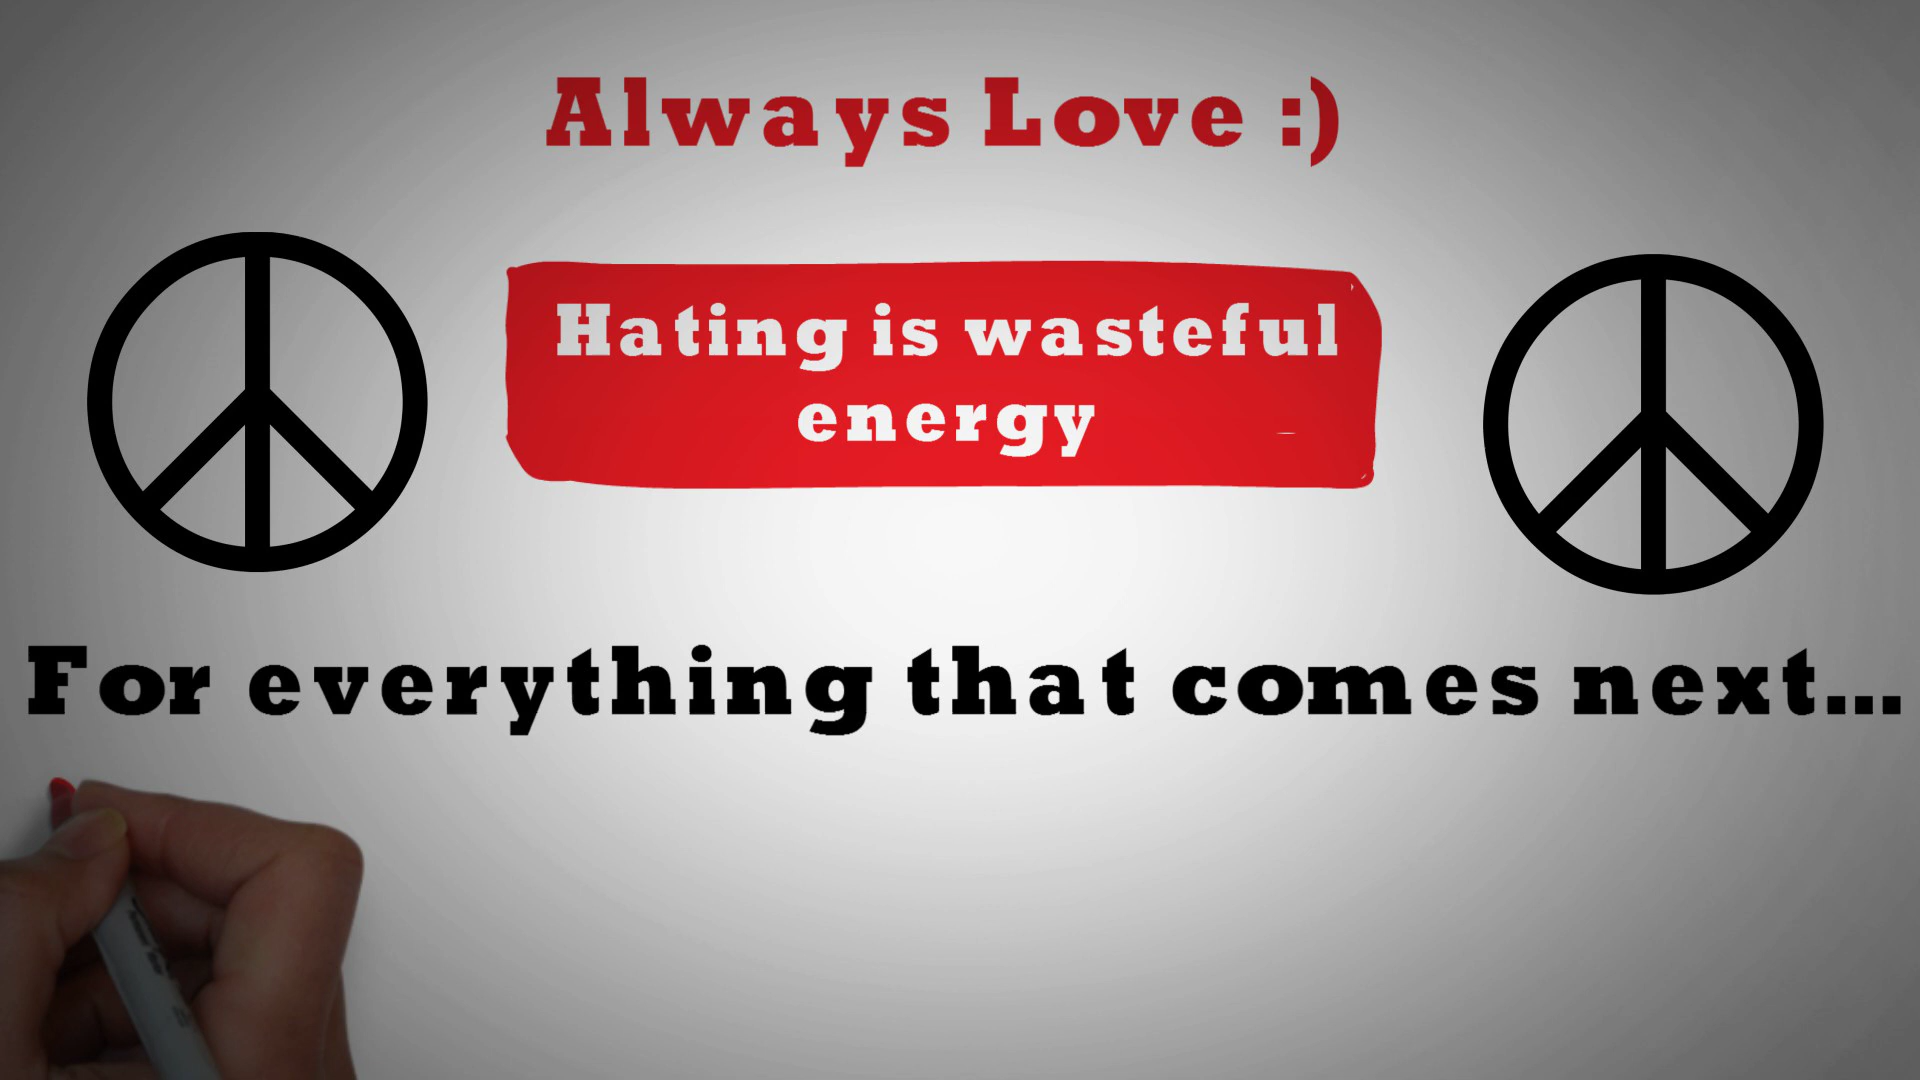 Always Love :)
Hating is wasteful
energy
For everything that comes next...